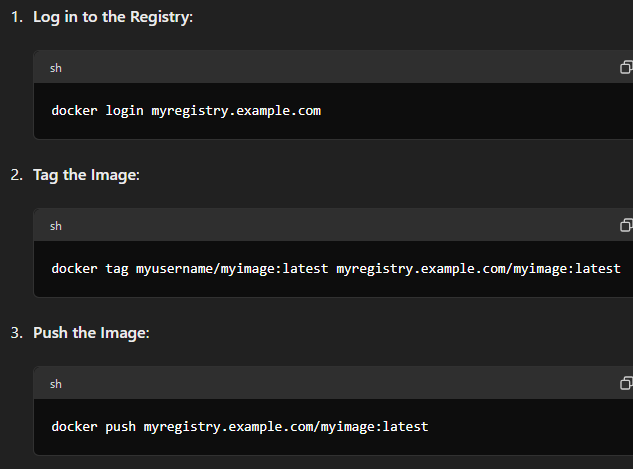 1. Log in to the Registry:
sh
docker login myregistry.example.com
2. Tag the Image:
sh
docker tag myusername/myimage:latest myregistry.example.com/myimage:latest
3. Push the Image:
sh
docker push myregistry.example.com/myimage:latest